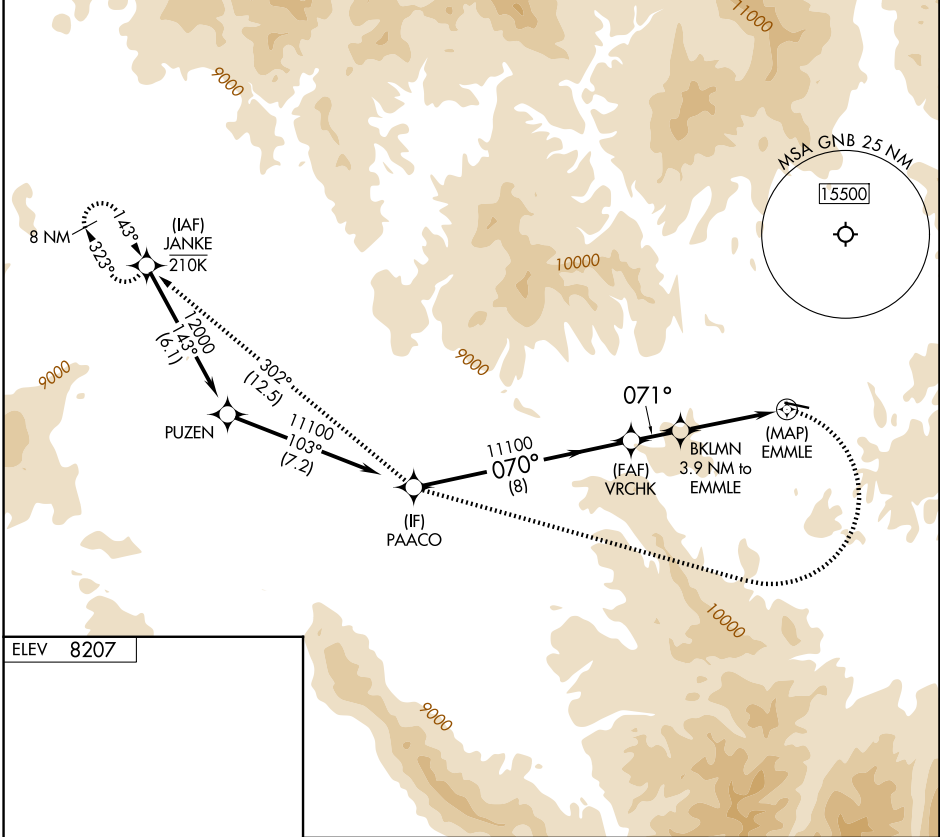 11000
9000
MSA GNB 25 NM
15500
8 NM
143°
323°
(IAF)
JANKE
210K
10000
12000
143°
(6.1)
302°
(12.5)
9000
9000
071°
PUZEN
11100
103°
(7.2)
11100
070°
(8)
(FAF)
VRCHK
BKLMN
3.9 NM to
EMMLE
(MAP)
EMMLE
(IF)
PAACO
10000
ELEV 8207
9000